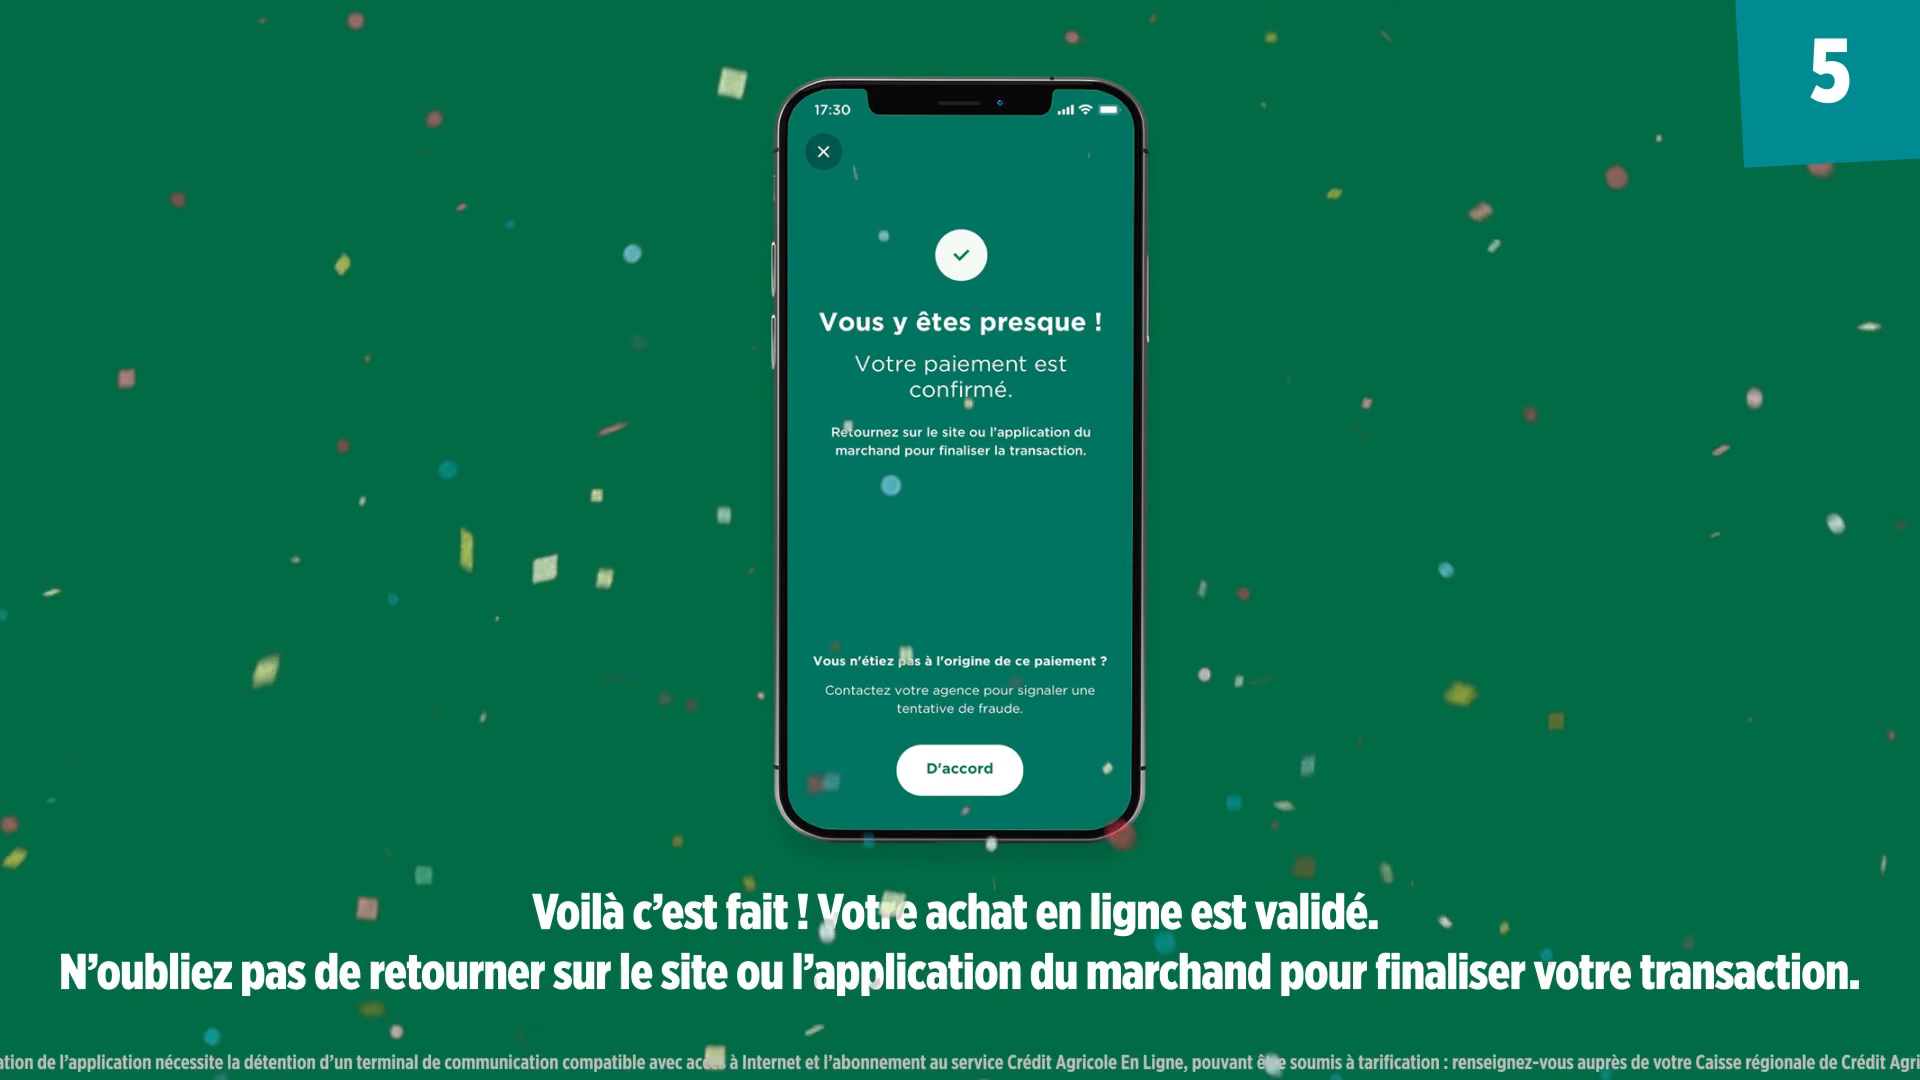 5
17:30
Vous y êtes presque !
Votre paiement est
confirmé.
Retournez sur le site ou l'application du
marchand pour finaliser la transaction.
Vous n'étiez pas à l'origine de ce paiement ?
Contactez votre agence pour signaler une
tentative de fraude.
D'accord
Voilà c’est fait ! Votre achat en ligne est validé.
N’oubliez pas de retourner sur le site ou l’application du marchand pour finaliser votre transaction.
de l’application nécessite la détention d’un terminal de communication compatible avec accès à Internet et l’abonnement au service Crédit Agricole En Ligne, pouvant être soumis à tarification : renseignez-vous auprès de votre Caisse régionale de Crédit